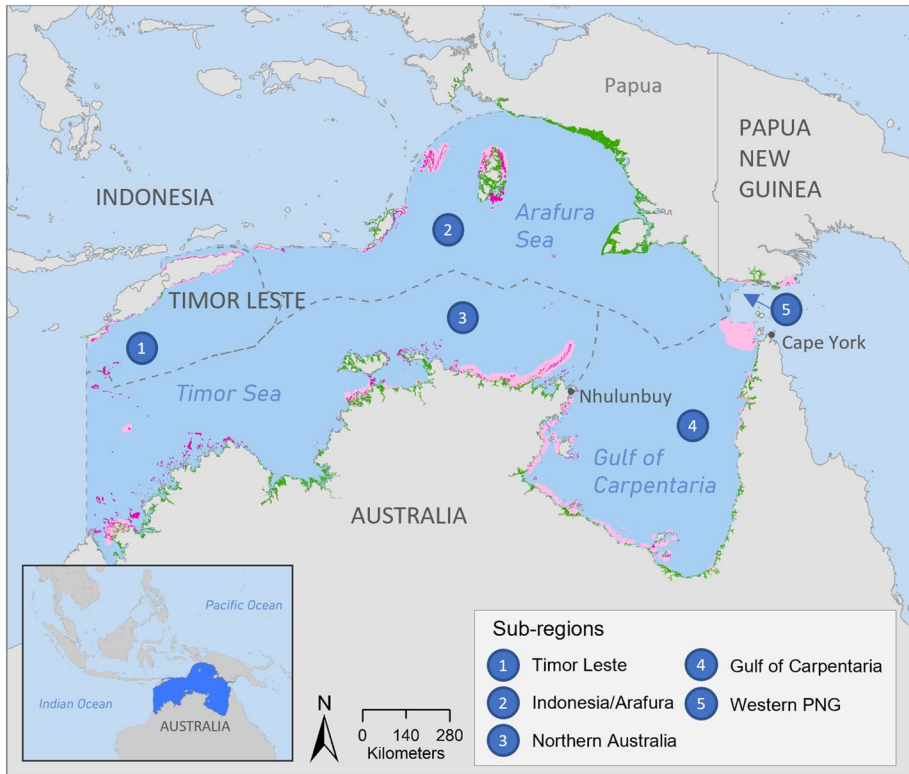 Papua
PAPUA
NEW
GUINEA
INDONESIA
Arafura
Sea
2
TIMOR LESTE
3
5
1
Cape York
Timor Sea
Nhulunbuy
4
Gulf of
Carpentaria
AUSTRALIA
Pacific Ocean
Indian Ocean
AUSTRALIA
N
0 140 280
Kilometers
Sub-regions
1 Timor Leste
2 Indonesia/Arafura
3 Northern Australia
4 Gulf of Carpentaria
5 Western PNG